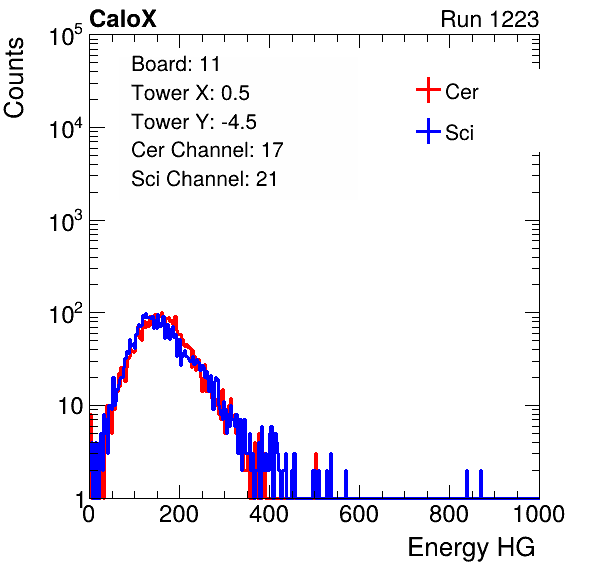 CaloX Run 1223
Counts
Board: 11
Tower X: 0.5
Tower Y: -4.5
Cer Channel: 17
Sci Channel: 21
Cer
Sci
10^5
10^4
10^3
10^2
10
1
0 200 400 600 800 1000
Energy HG